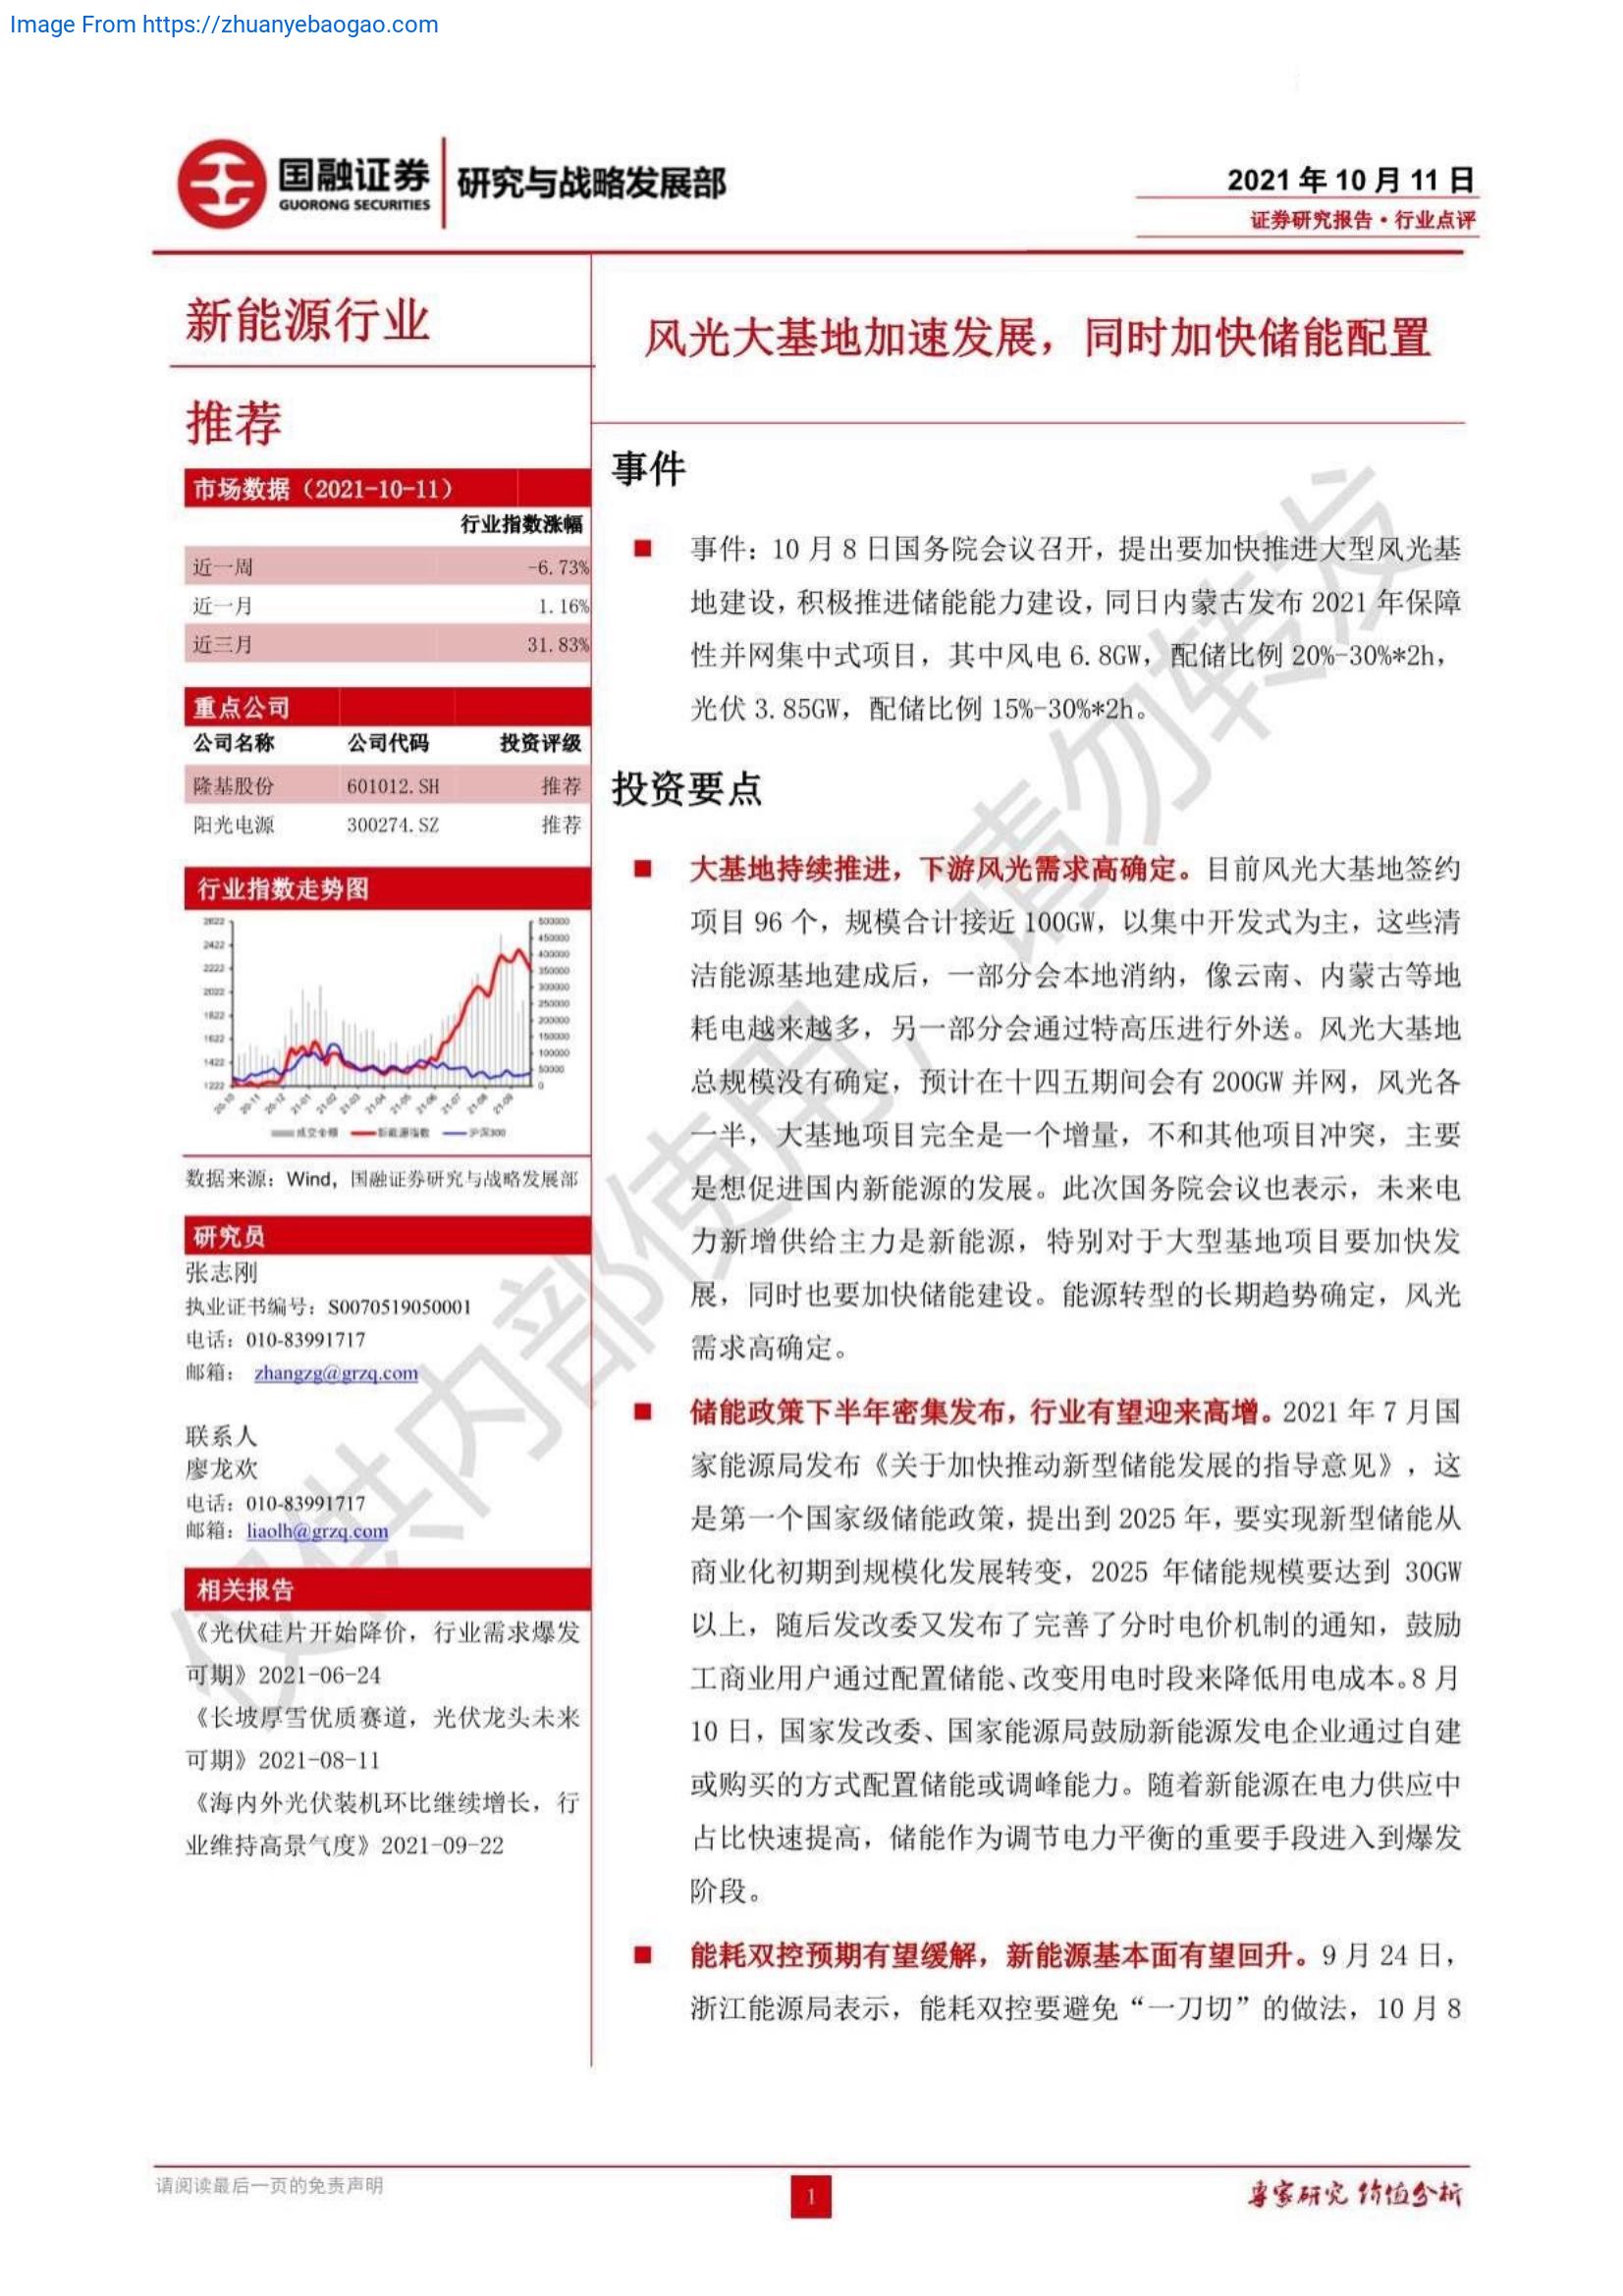 Image From https://zhuanyebaogao.com
国融证券
GUORONG SECURITIES
研究与战略发展部
2021 年 10 月 11 日
证券研究报告·行业点评
新能源行业
推荐
市场数据（2021-10-11）
行业指数涨幅
近一周 -6.73%
近一月 1.16%
近三月 31.83%
重点公司
公司名称 公司代码 投资评级
隆基股份 601012.SH 推荐
阳光电源 300274.SZ 推荐
行业指数走势图
2622
2422
2222
2022
1822
1622
1422
1222
500000
450000
400000
350000
300000
250000
200000
150000
100000
50000
0
20-10 20-11 20-12 21-01 21-02 21-03 21-04 21-05 21-06 21-07 21-08 21-09
成交金额 新能源指数 沪深300
数据来源：Wind，国融证券研究与战略发展部
研究员
张志刚
执业证书编号：S0070519050001
电话：010-83991717
邮箱： zhangzg@grzq.com
联系人
廖龙欢
电话：010-83991717
邮箱：liaolh@grzq.com
相关报告
《光伏硅片开始降价，行业需求爆发
可期》2021-06-24
《长坡厚雪优质赛道，光伏龙头未来
可期》2021-08-11
《海内外光伏装机环比继续增长，行
业维持高景气度》2021-09-22
风光大基地加速发展，同时加快储能配置
事件
■ 事件：10 月 8 日国务院会议召开，提出要加快推进大型风光基
地建设，积极推进储能能力建设，同日内蒙古发布 2021 年保障
性并网集中式项目，其中风电 6.8GW，配储比例 20%-30%*2h，
光伏 3.85GW，配储比例 15%-30%*2h。
投资要点
■ 大基地持续推进，下游风光需求高确定。目前风光大基地签约
项目 96 个，规模合计接近 100GW，以集中开发式为主，这些清
洁能源基地建成后，一部分会本地消纳，像云南、内蒙古等地
耗电越来越多，另一部分会通过特高压进行外送。风光大基地
总规模没有确定，预计在十四五期间会有 200GW 并网，风光各
一半，大基地项目完全是一个增量，不和其他项目冲突，主要
是想促进国内新能源的发展。此次国务院会议也表示，未来电
力新增供给主力是新能源，特别对于大型基地项目要加快发
展，同时也要加快储能建设。能源转型的长期趋势确定，风光
需求高确定。
■ 储能政策下半年密集发布，行业有望迎来高增。2021 年 7 月国
家能源局发布《关于加快推动新型储能发展的指导意见》，这
是第一个国家级储能政策，提出到 2025 年，要实现新型储能从
商业化初期到规模化发展转变，2025 年储能规模要达到 30GW
以上，随后发改委又发布了完善了分时电价机制的通知，鼓励
工商业用户通过配置储能、改变用电时段来降低用电成本。8 月
10 日，国家发改委、国家能源局鼓励新能源发电企业通过自建
或购买的方式配置储能或调峰能力。随着新能源在电力供应中
占比快速提高，储能作为调节电力平衡的重要手段进入到爆发
阶段。
■ 能耗双控预期有望缓解，新能源基本面有望回升。9 月 24 日，
浙江能源局表示，能耗双控要避免“一刀切”的做法，10 月 8
仅供内部使用，请勿转发
请阅读最后一页的免责声明
1
专家研究 价值分析